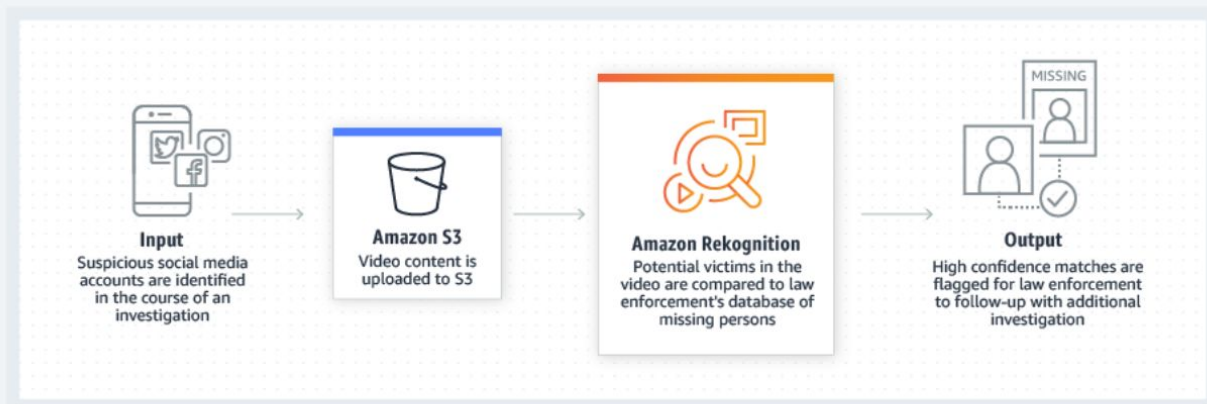 MISSING
Input
Suspicious social media
accounts are identified
in the course of an
investigation
Amazon S3
Video content is
uploaded to S3
Amazon Rekognition
Potential victims in the
video are compared to law
enforcement's database of
missing persons
Output
High confidence matches are
flagged for law enforcement
to follow-up with additional
investigation